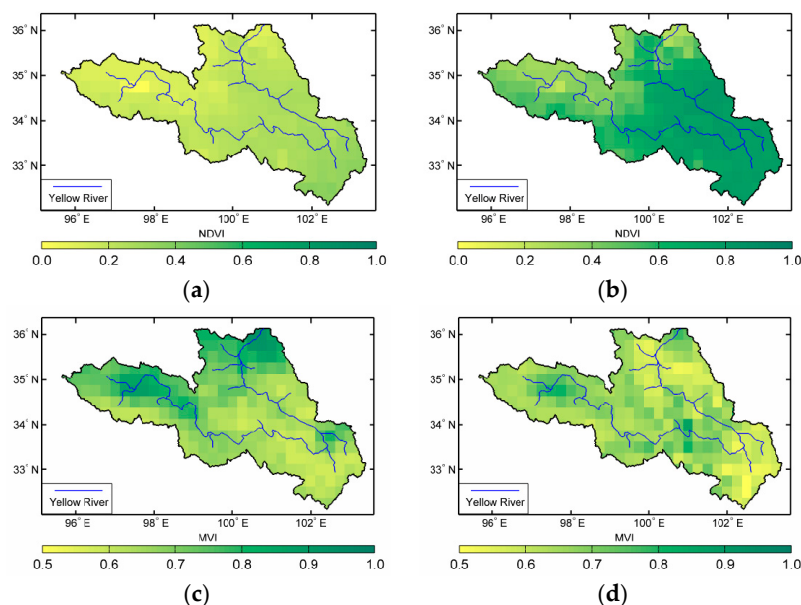 36° N
35° N
34° N
33° N
Yellow River
96° E 98° E 100° E 102° E
NDVI
0.0 0.2 0.4 0.6 0.8 1.0
(a)
36° N
35° N
34° N
33° N
Yellow River
96° E 98° E 100° E 102° E
NDVI
0.0 0.2 0.4 0.6 0.8 1.0
(b)
36° N
35° N
34° N
33° N
Yellow River
96° E 98° E 100° E 102° E
MVI
0.5 0.6 0.7 0.8 0.9 1.0
(c)
36° N
35° N
34° N
33° N
Yellow River
96° E 98° E 100° E 102° E
MVI
0.5 0.6 0.7 0.8 0.9 1.0
(d)